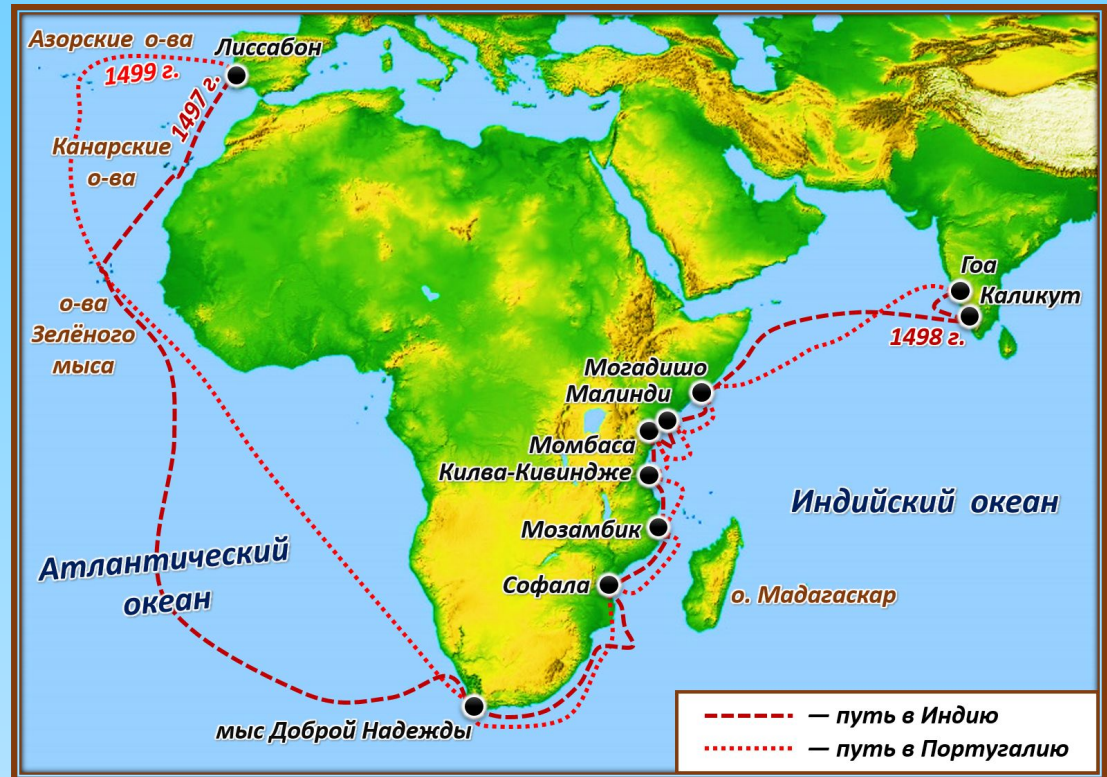 Азорские о-ва
Лиссабон
1499 г.
1497 г.
Канарские
о-ва
о-ва
Зелёного
мыса
Гоа
Каликут
1498 г.
Могадишо
Малинди
Момбаса
Килва-Кивиндже
Индийский океан
Мозамбик
Атлантический
океан
Софала
о. Мадагаскар
мыс Доброй Надежды
— путь в Индию
— путь в Португалию